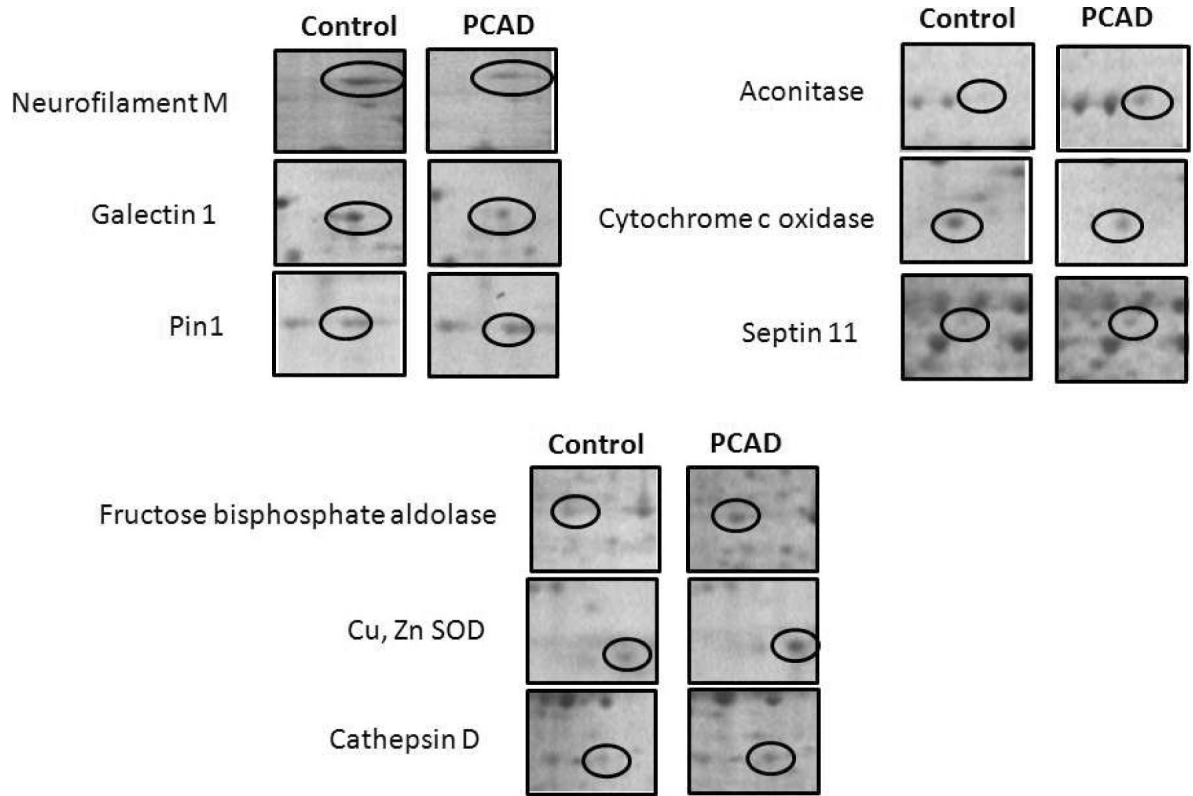 Control PCAD
Neurofilament M
Galectin 1
Pin1
Control PCAD
Aconitase
Cytochrome c oxidase
Septin 11
Control PCAD
Fructose bisphosphate aldolase
Cu, Zn SOD
Cathepsin D